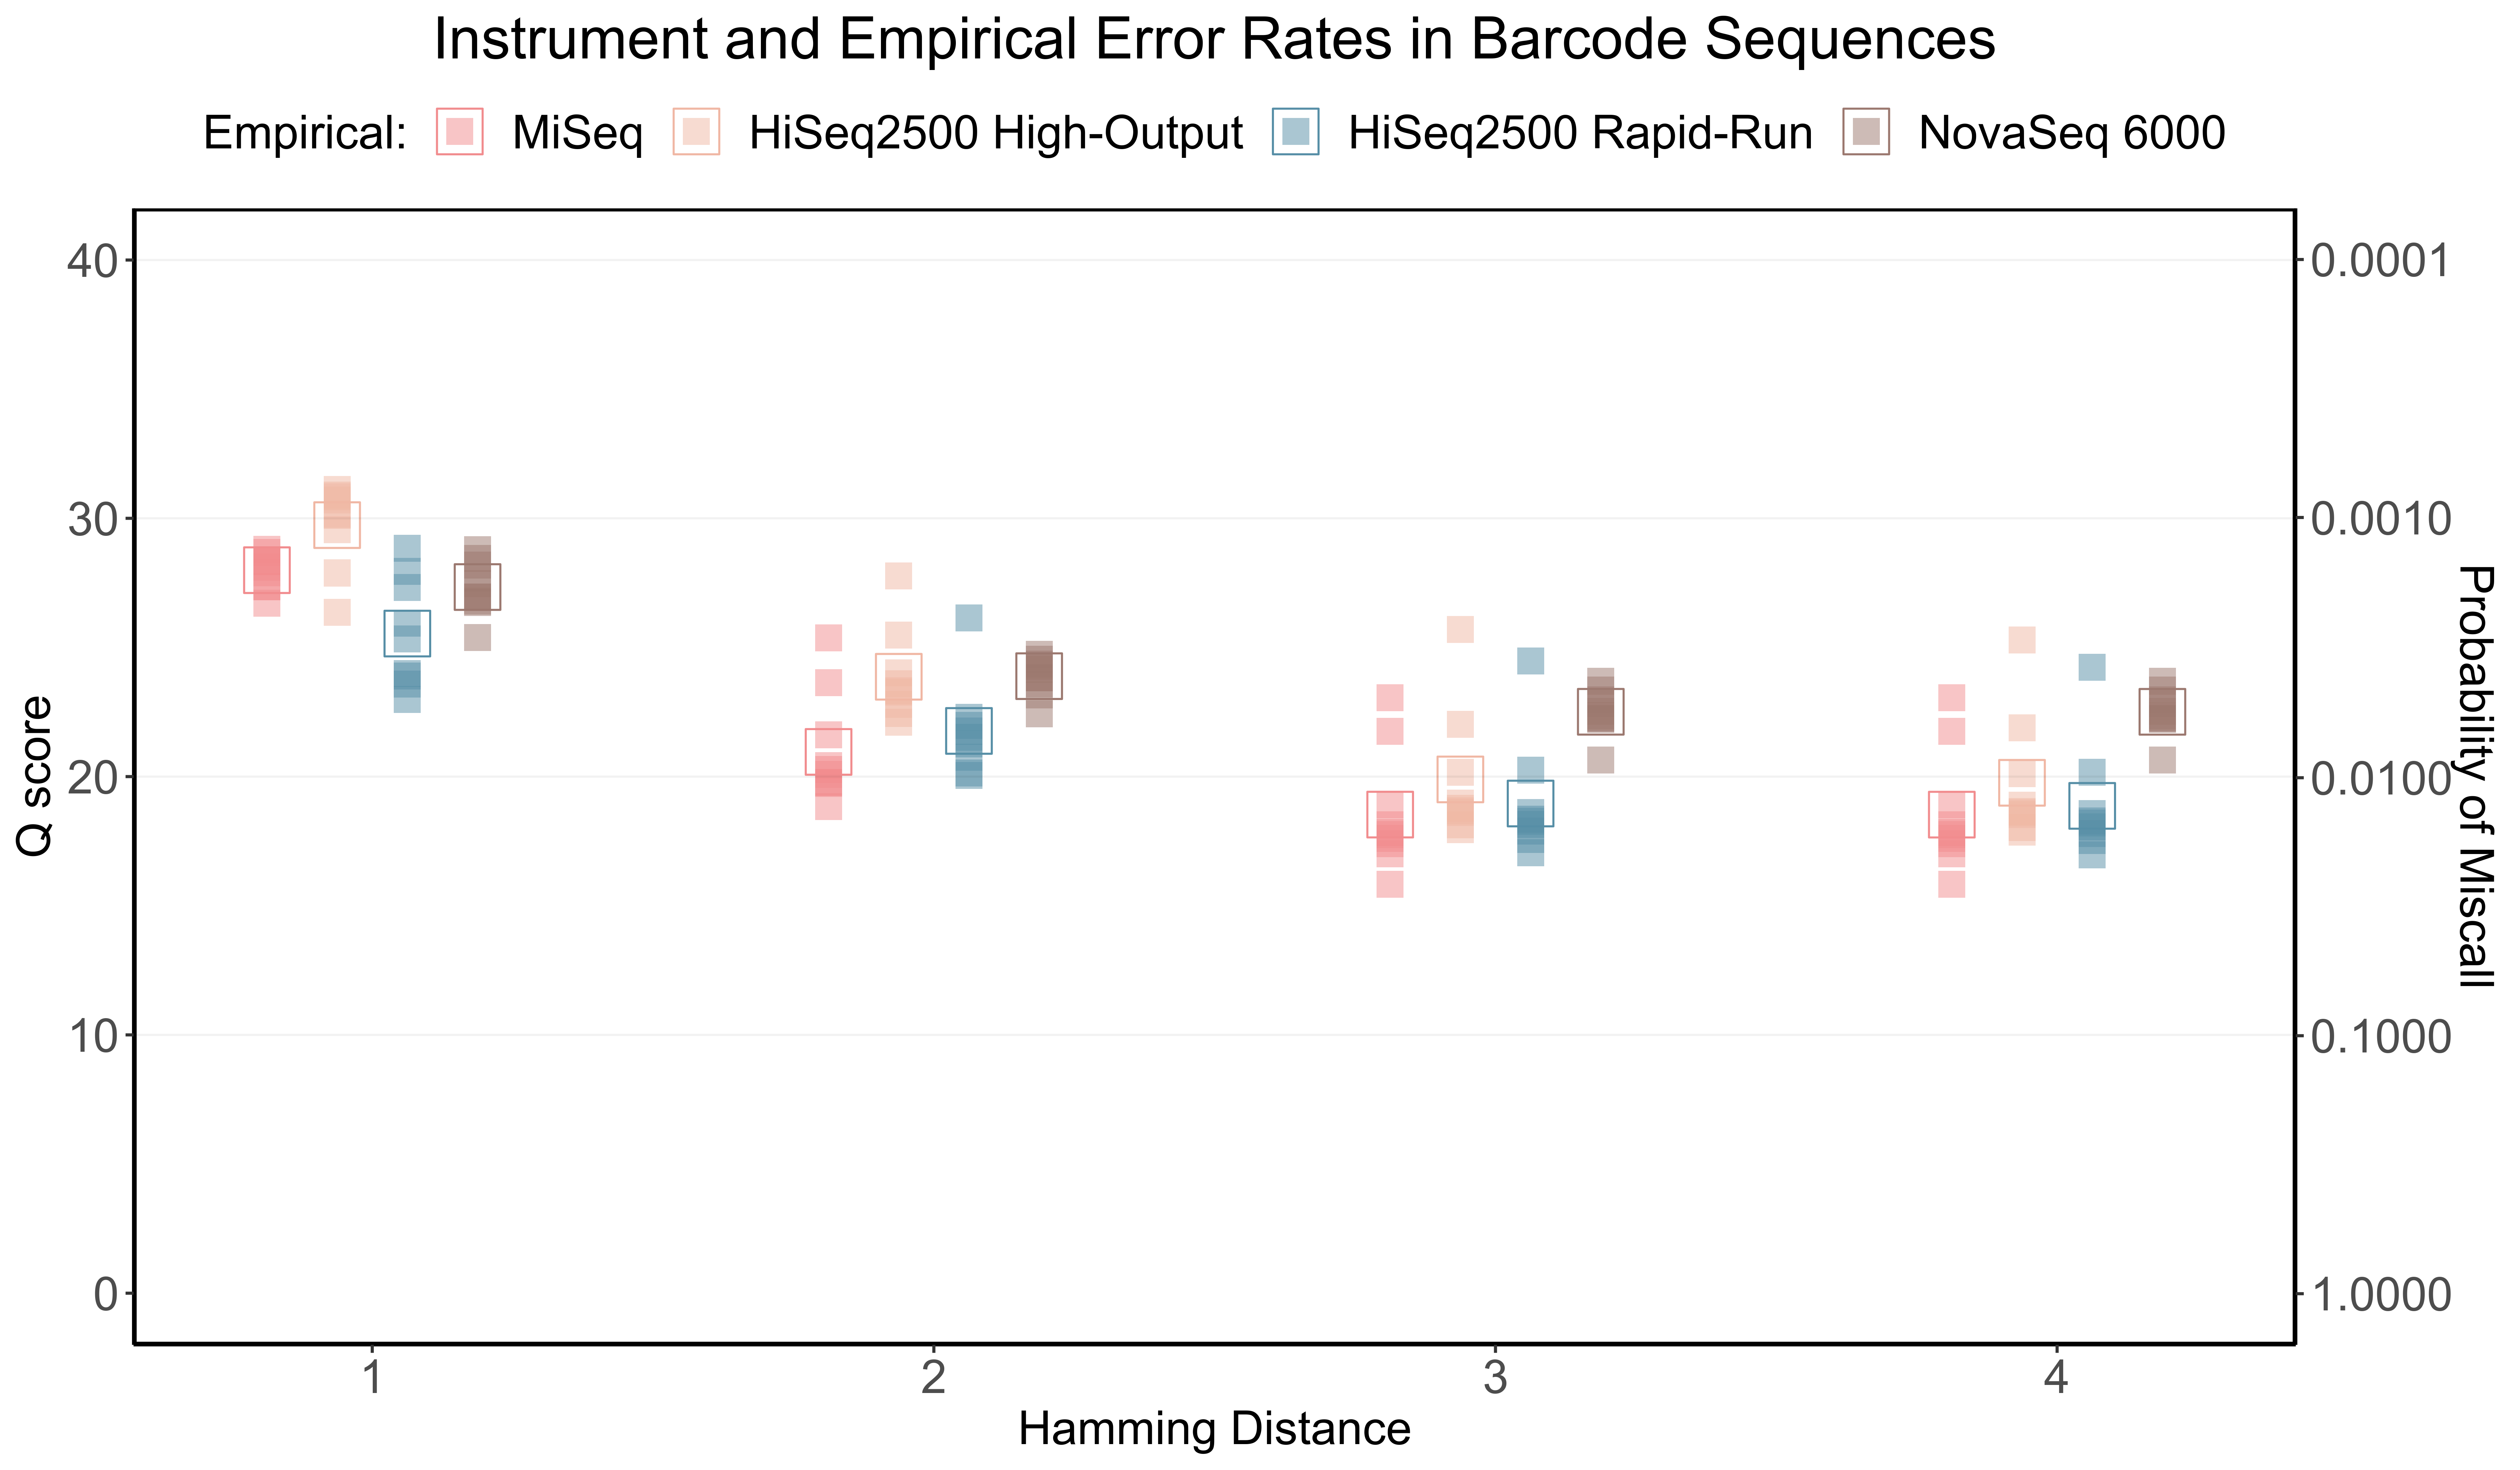 Instrument and Empirical Error Rates in Barcode Sequences
Empirical: MiSeq HiSeq2500 High-Output HiSeq2500 Rapid-Run NovaSeq 6000
40
30
20
10
0
Q score
0.0001
0.0010
0.0100
0.1000
1.0000
Probability of Miscall
1 2 3 4
Hamming Distance